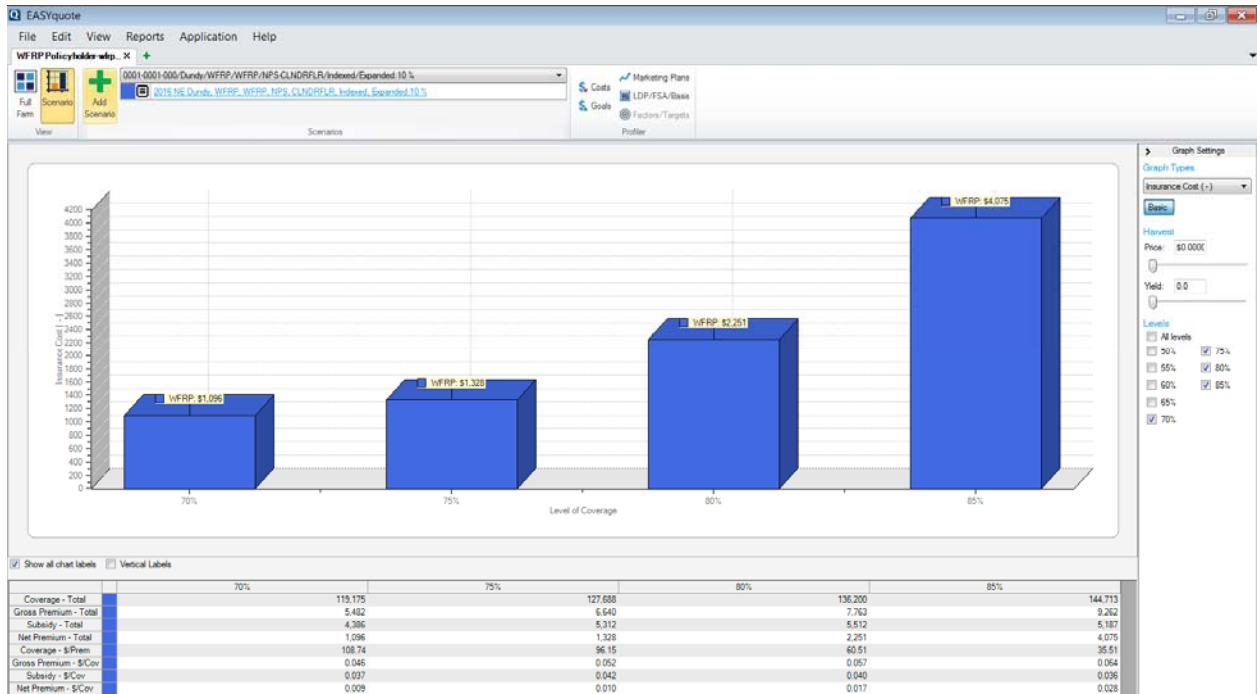 EASYquote
File Edit View Reports Application Help
WFRP Policyholder-wfrp... × +
Full Farm
Scenario
Add Scenario
0001-0001-000/Dundy/WFRP/WFRP/NPS-CLNDRFLR/Indexed/Expanded:10 %
2016 NE Dundy, WFRP, WFRP, NPS, CLNDRFLR, Indexed, Expanded:10 %
Costs
Goals
Marketing Plans
LDP/FSA/Basis
Factors/Targets
View Scenarios Profiler
Graph Settings
Graph Types
Insurance Cost ( - )
Basic
Harvest
Price: $0.000
Yield: 0.0
Levels
All levels
50% 75%
55% 80%
60% 85%
65%
70%
4200
4000
3800
3600
3400
3200
3000
2800
2600
2400
2200
2000
1800
1600
1400
1200
1000
800
600
400
200
0
Insurance Cost [ - ]
WFRP: $1,096
WFRP: $1,328
WFRP: $2,251
WFRP: $4,075
70% 75% 80% 85%
Level of Coverage
Show all chart labels Vertical Labels
70% 75% 80% 85%
Coverage - Total 119,175 127,688 136,200 144,713
Gross Premium - Total 5,482 6,640 7,763 9,262
Subsidy - Total 4,386 5,312 5,512 5,187
Net Premium - Total 1,096 1,328 2,251 4,075
Coverage - $/Prem 108.74 96.15 60.51 35.51
Gross Premium - $/Cov 0.046 0.052 0.057 0.064
Subsidy - $/Cov 0.037 0.042 0.040 0.036
Net Premium - $/Cov 0.009 0.010 0.017 0.028